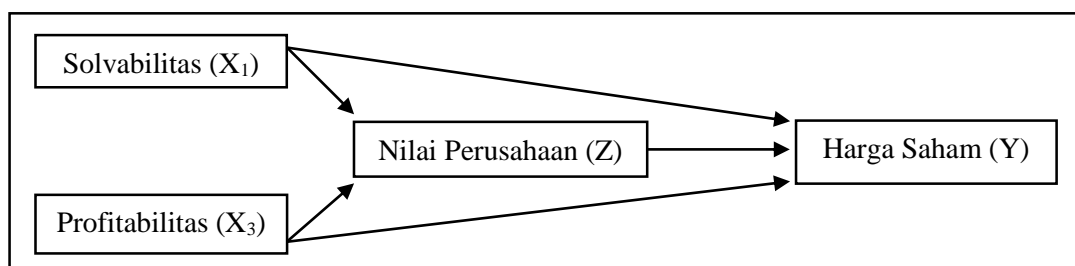 Solvabilitas (X₁)
Nilai Perusahaan (Z)
Harga Saham (Y)
Profitabilitas (X₃)